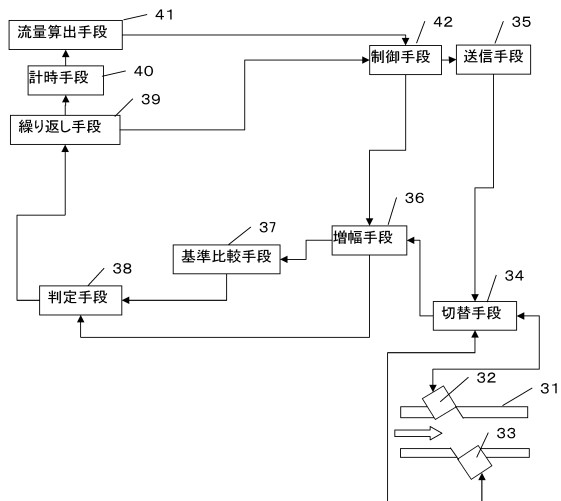 流量算出手段
41
計時手段
40
繰り返し手段
39
制御手段
42
送信手段
35
増幅手段
36
基準比較手段
37
判定手段
38
切替手段
34
32
31
33